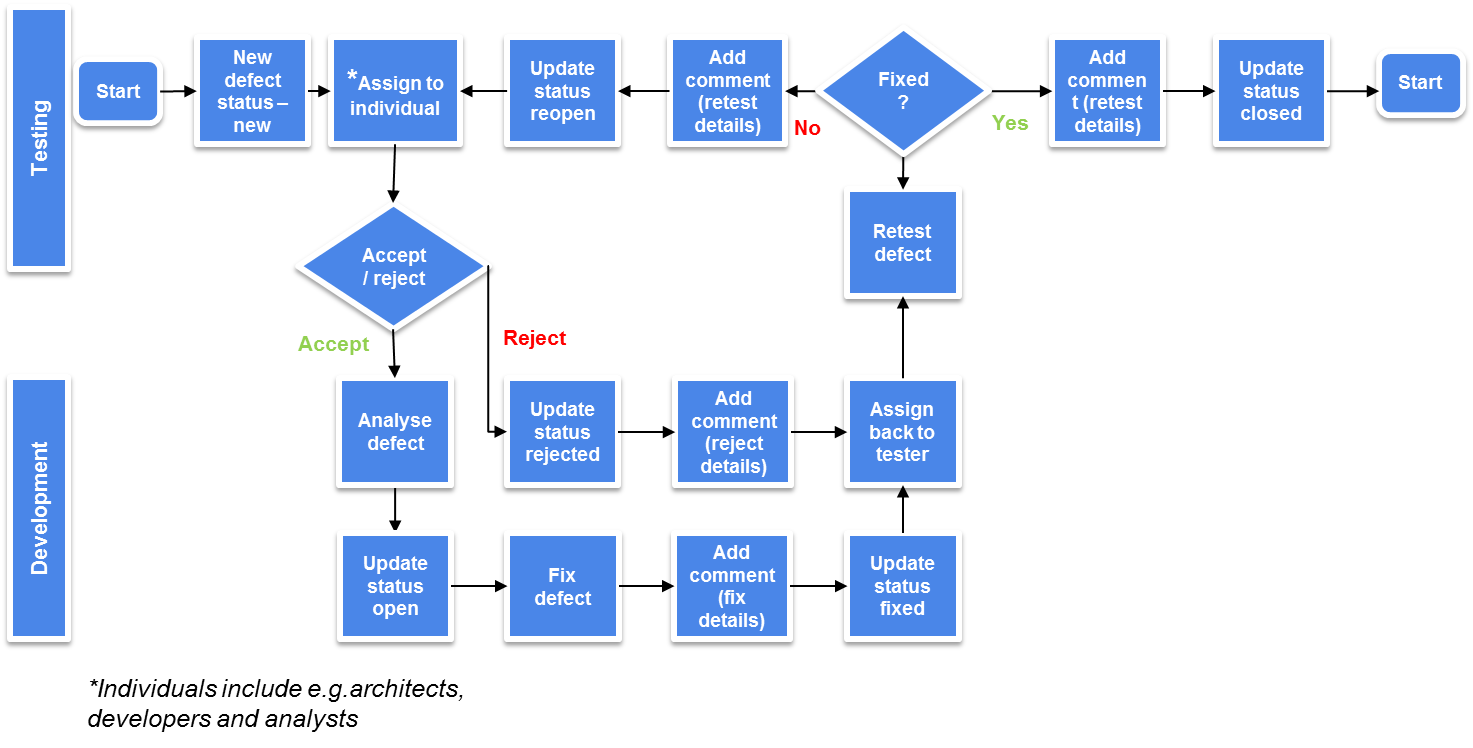 Testing
Start
New
defect
status –
new
*Assign to
individual
Update
status
reopen
Add
comment
(retest
details)
No
Fixed
?
Yes
Add
commen
t (retest
details)
Update
status
closed
Start
Accept
/ reject
Retest
defect
Accept
Reject
Development
Analyse
defect
Update
status
rejected
Add
comment
(reject
details)
Assign
back to
tester
Update
status
open
Fix
defect
Add
comment
(fix
details)
Update
status
fixed
*Individuals include e.g.architects,
developers and analysts